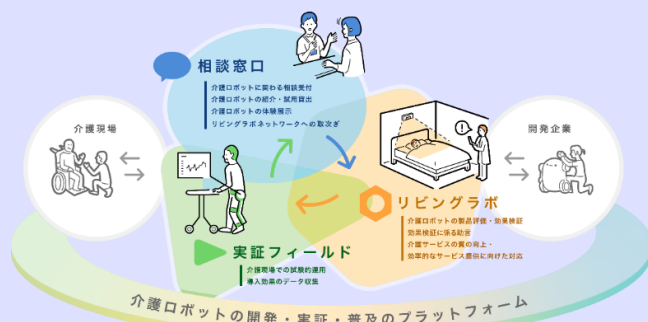 相談窓口
介護ロボットに関わる相談受付
介護ロボットの紹介・試用貸出
介護ロボットの体験展示
リビングラボネットワークへの取次ぎ
介護現場
開発企業
リビングラボ
介護ロボットの製品評価・効果検証
効果検証に係る助言
介護サービスの質の向上・
効率的なサービス提供に向けた対応
実証フィールド
介護現場での試験的運用
導入効果のデータ収集
介護ロボットの開発・実証・普及のプラットフォーム